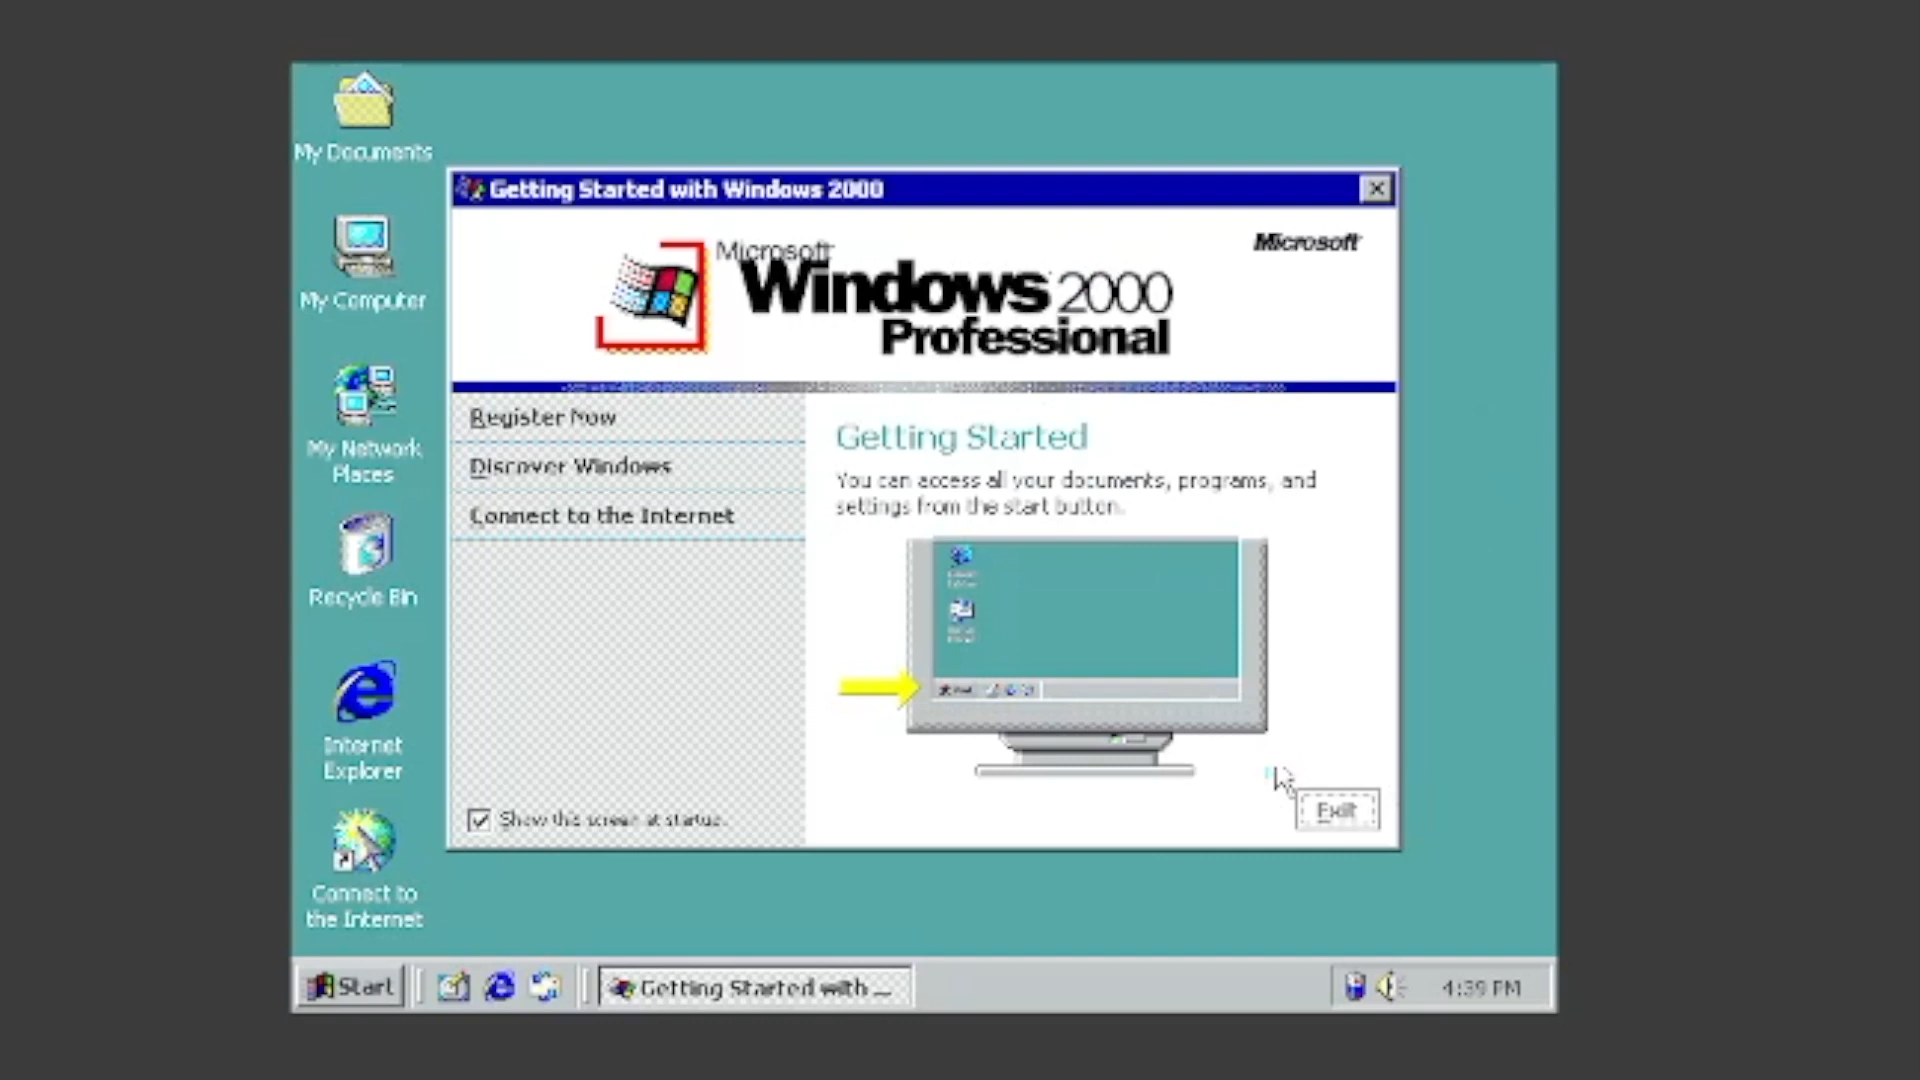 My Documents
My Computer
My Network
Places
Recycle Bin
Internet
Explorer
Connect to
the Internet
Getting Started with Windows 2000
Microsoft
Microsoft
Windows 2000
Professional
Register Now
Discover Windows
Connect to the Internet
Show this screen at startup.
Getting Started
You can access all your documents, programs, and
settings from the start button.
Exit
Start
Getting Started with ...
4:39 PM